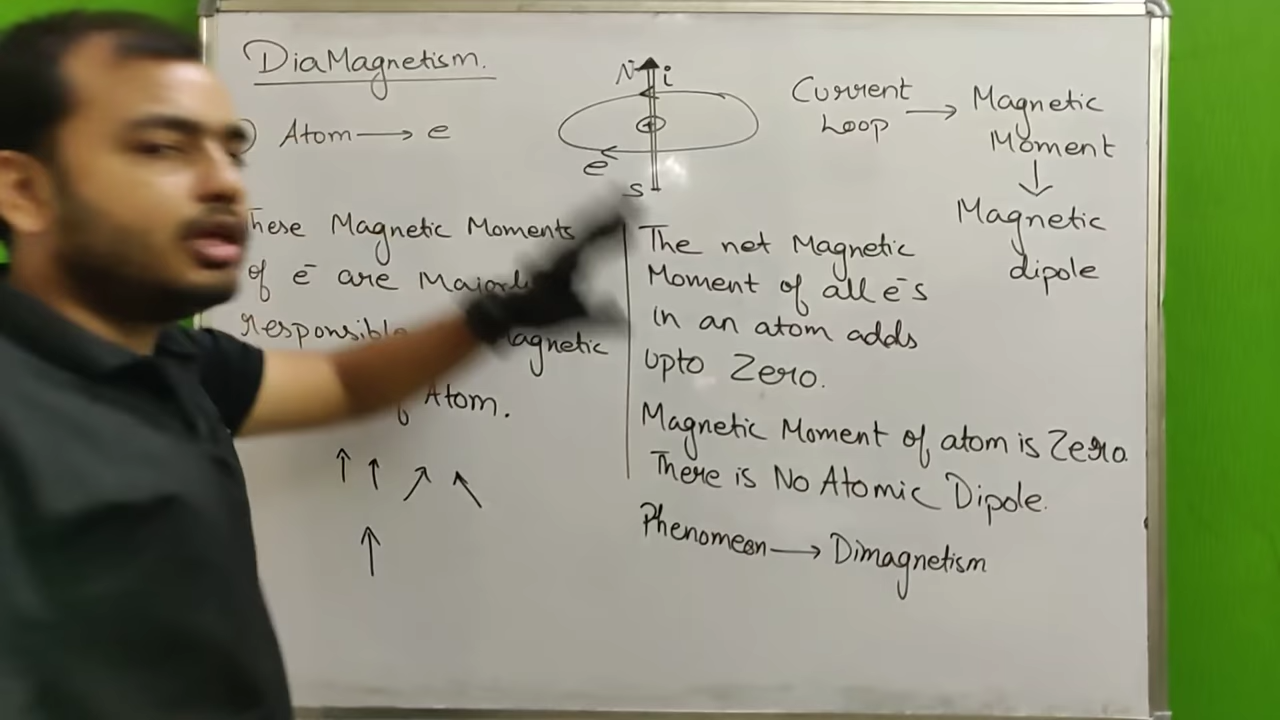 DiaMagnetism.
Atom → e
N i
e
S
Current → Magnetic
Loop Moment
↓
Magnetic
dipole
These Magnetic Moments
of e⁻ are
agnetic
Atom.
The net Magnetic
Moment of all e⁻s
in an atom adds
upto Zero.
Magnetic Moment of atom is Zero
There is No Atomic Dipole.
Phenomeon → Dimagnetism